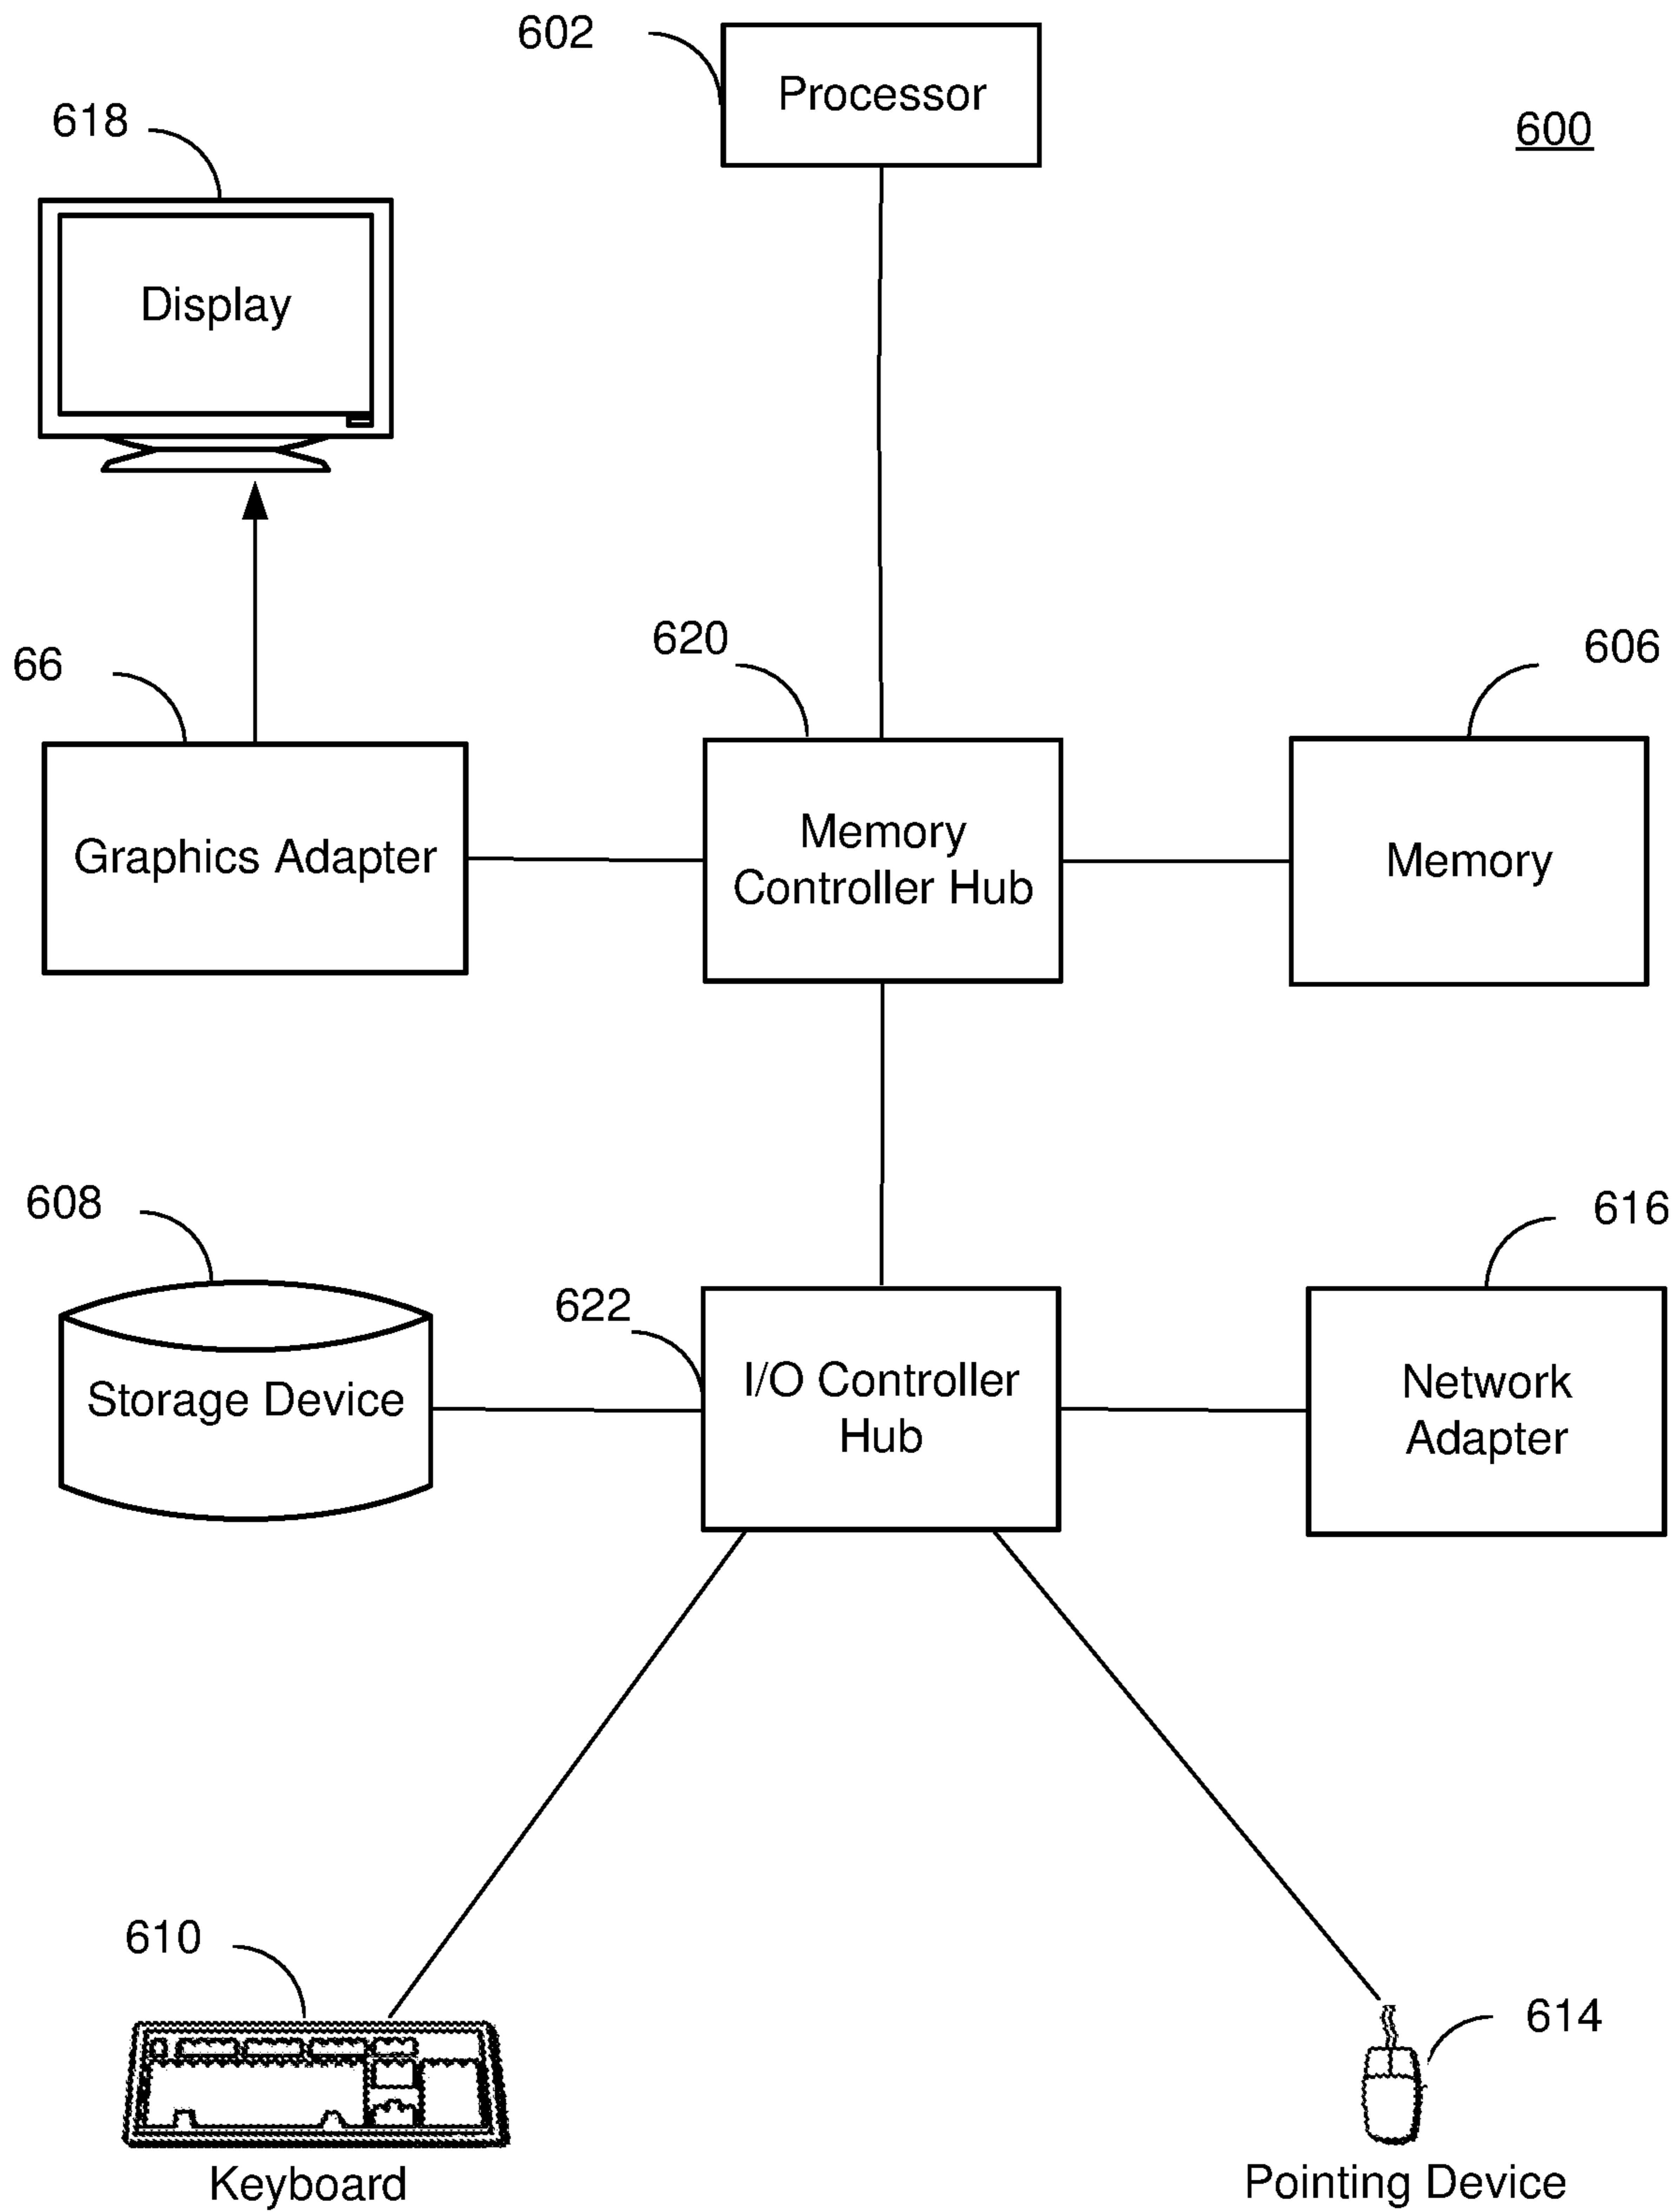 602
Processor
600
618
Display
66
620
606
Graphics Adapter
Memory
Controller Hub
Memory
608
622
616
Storage Device
I/O Controller
Hub
Network
Adapter
610
614
Keyboard
Pointing Device